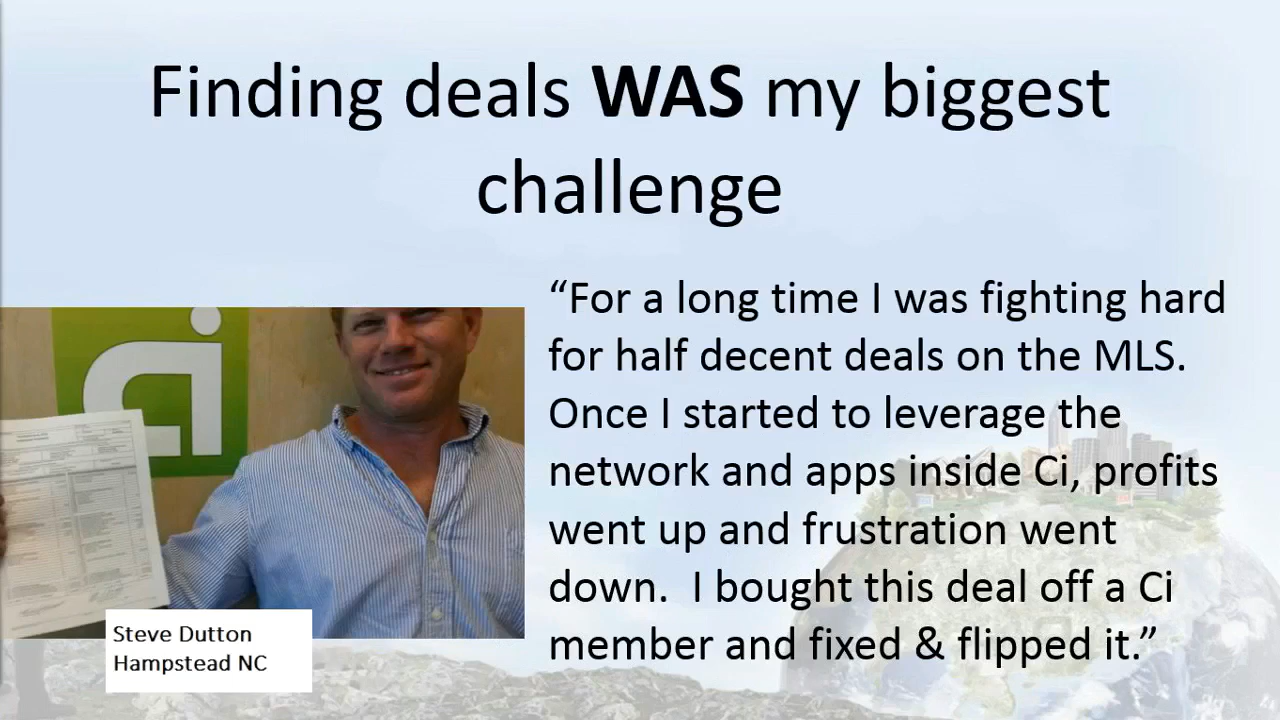 Finding deals WAS my biggest
challenge
“For a long time I was fighting hard
for half decent deals on the MLS.
Once I started to leverage the
network and apps inside Ci, profits
went up and frustration went
down.  I bought this deal off a Ci
member and fixed & flipped it.”
ci
Steve Dutton
Hampstead NC